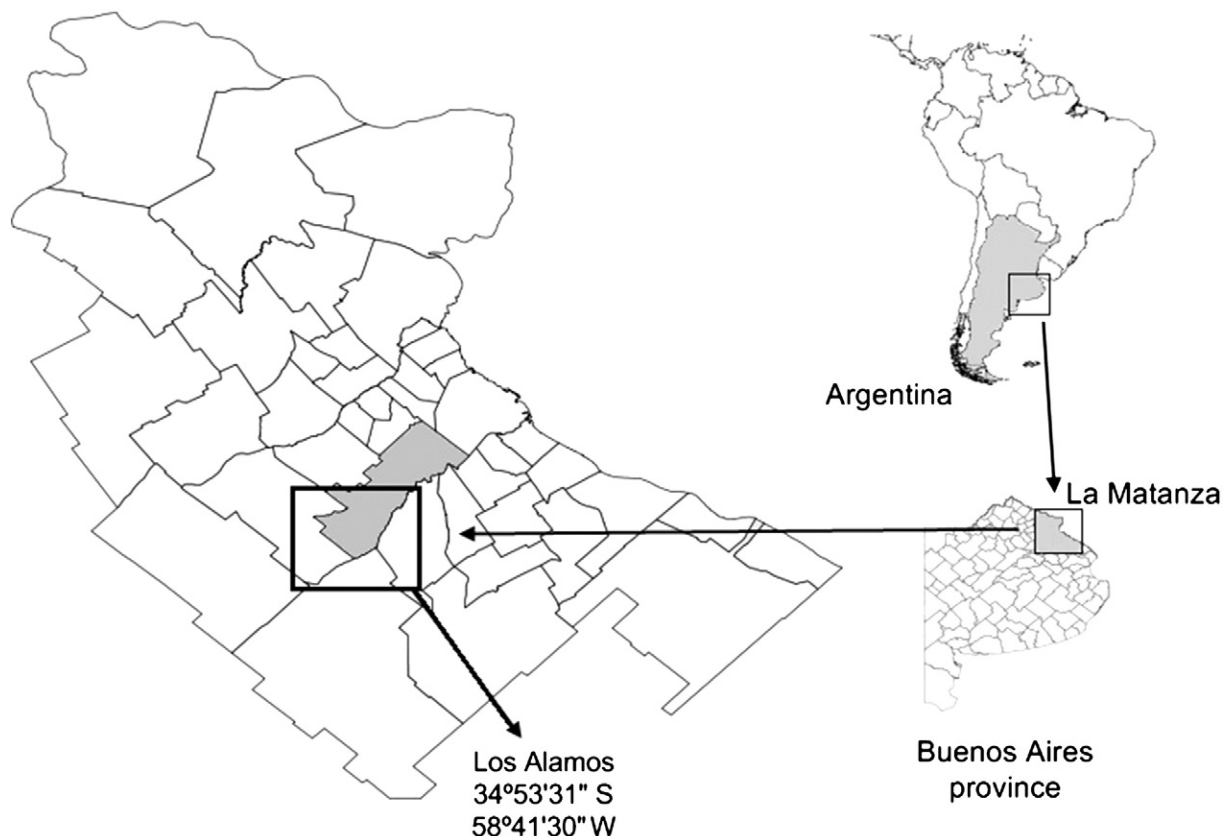 Argentina
La Matanza
Los Alamos
34º53'31" S
58º41'30" W
Buenos Aires
province